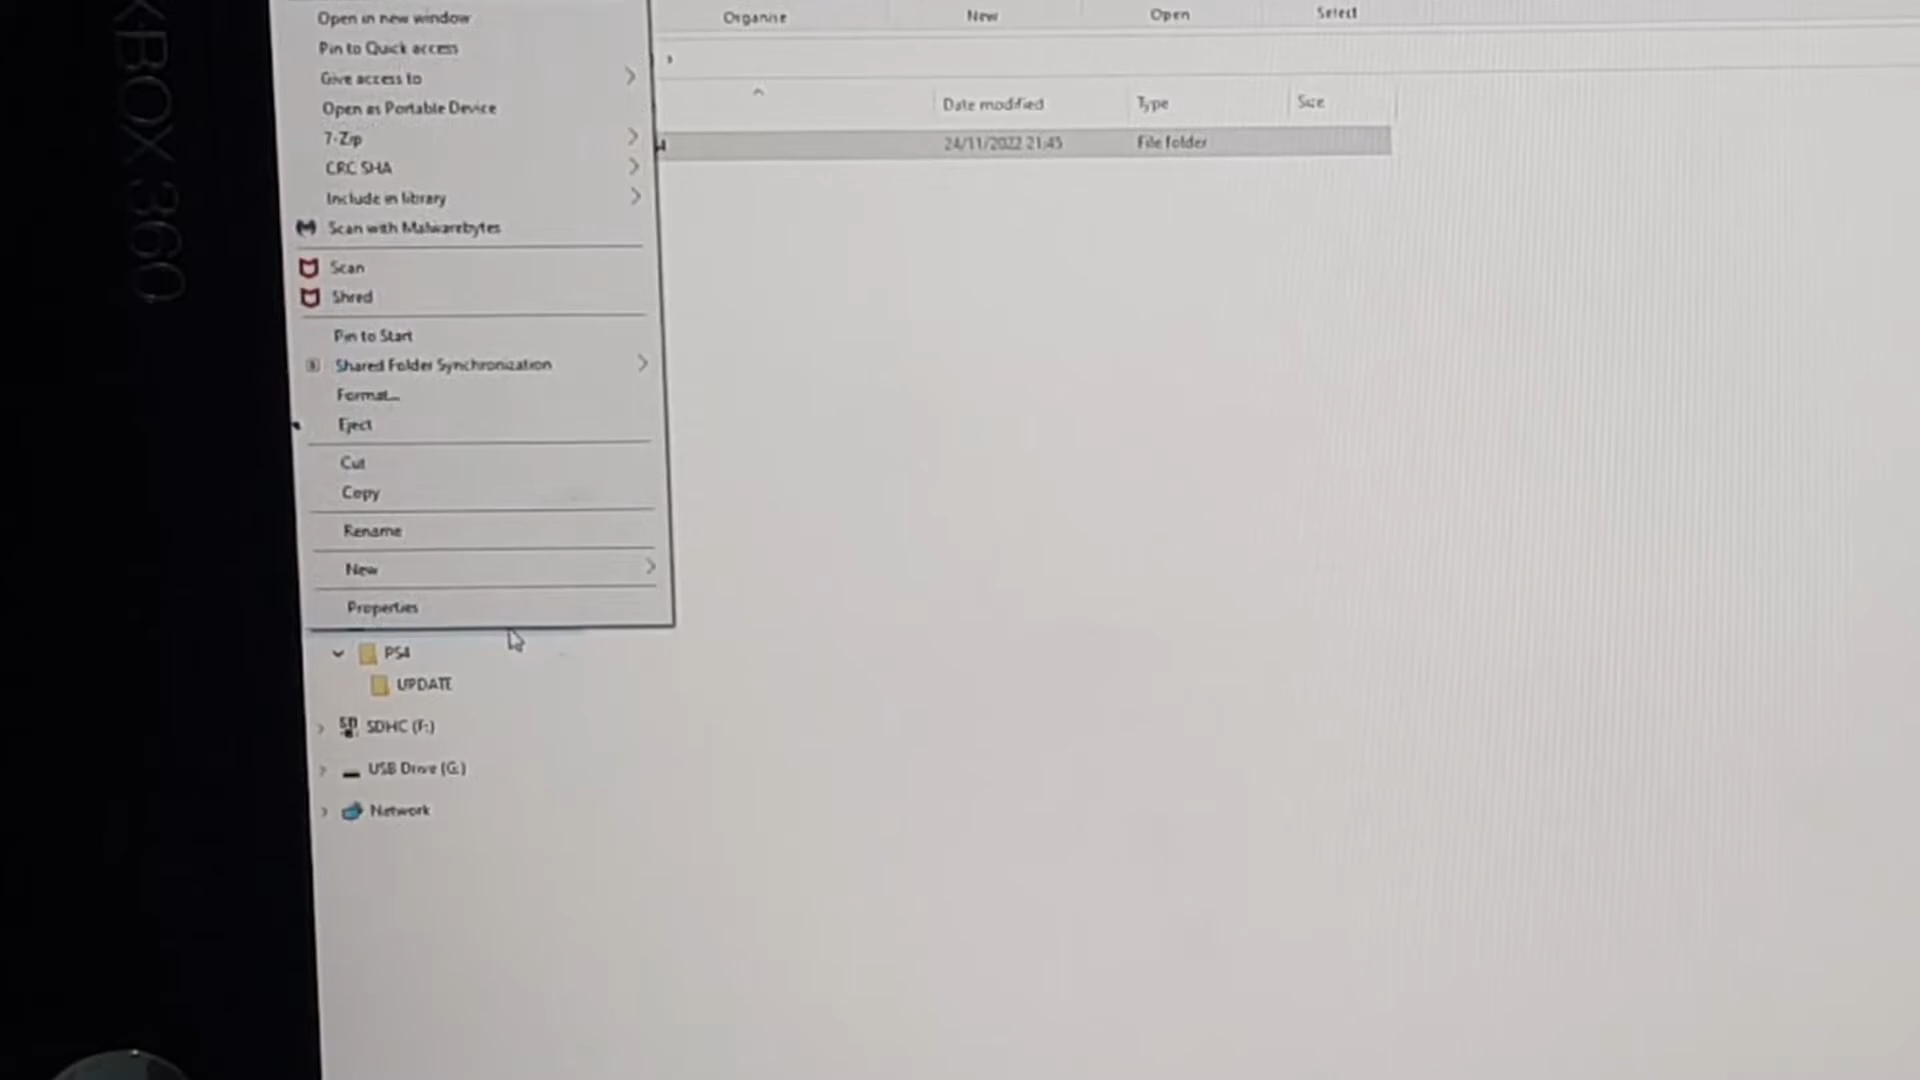 XBOX 360
Open in new window
Pin to Quick access
Give access to
Open as Portable Device
7-Zip
CRC SHA
Include in library
Scan with Malwarebytes
Scan
Shred
Pin to Start
Shared Folder Synchronization
Format...
Eject
Cut
Copy
Rename
New
Properties
PS4
UPDATE
SDHC (F:)
USB Drive (G:)
Network
Organise New Open Select
Date modified Type Size
24/11/2022 21:45 File folder